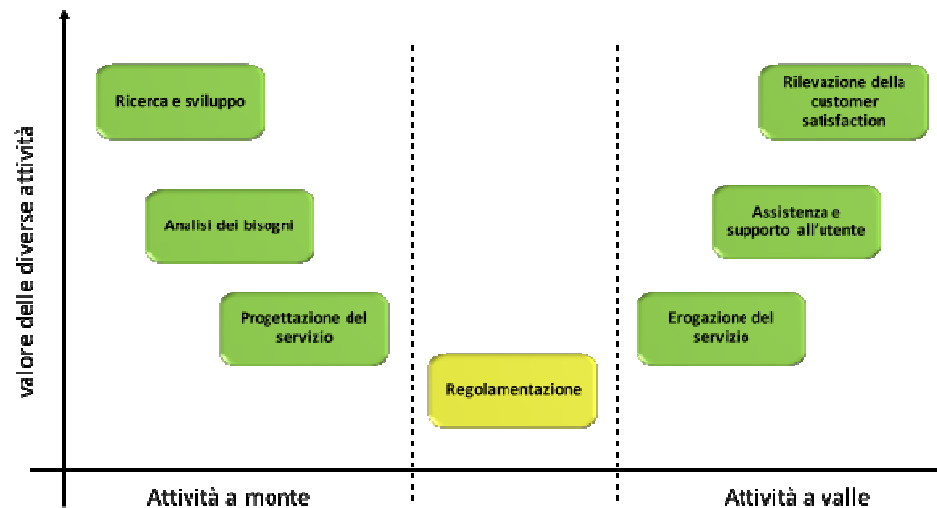 valore delle diverse attività
Ricerca e sviluppo
Analisi dei bisogni
Progettazione del
servizio
Regolamentazione
Rilevazione della
customer
satisfaction
Assistenza e
supporto all'utente
Erogazione del
servizio
Attività a monte
Attività a valle